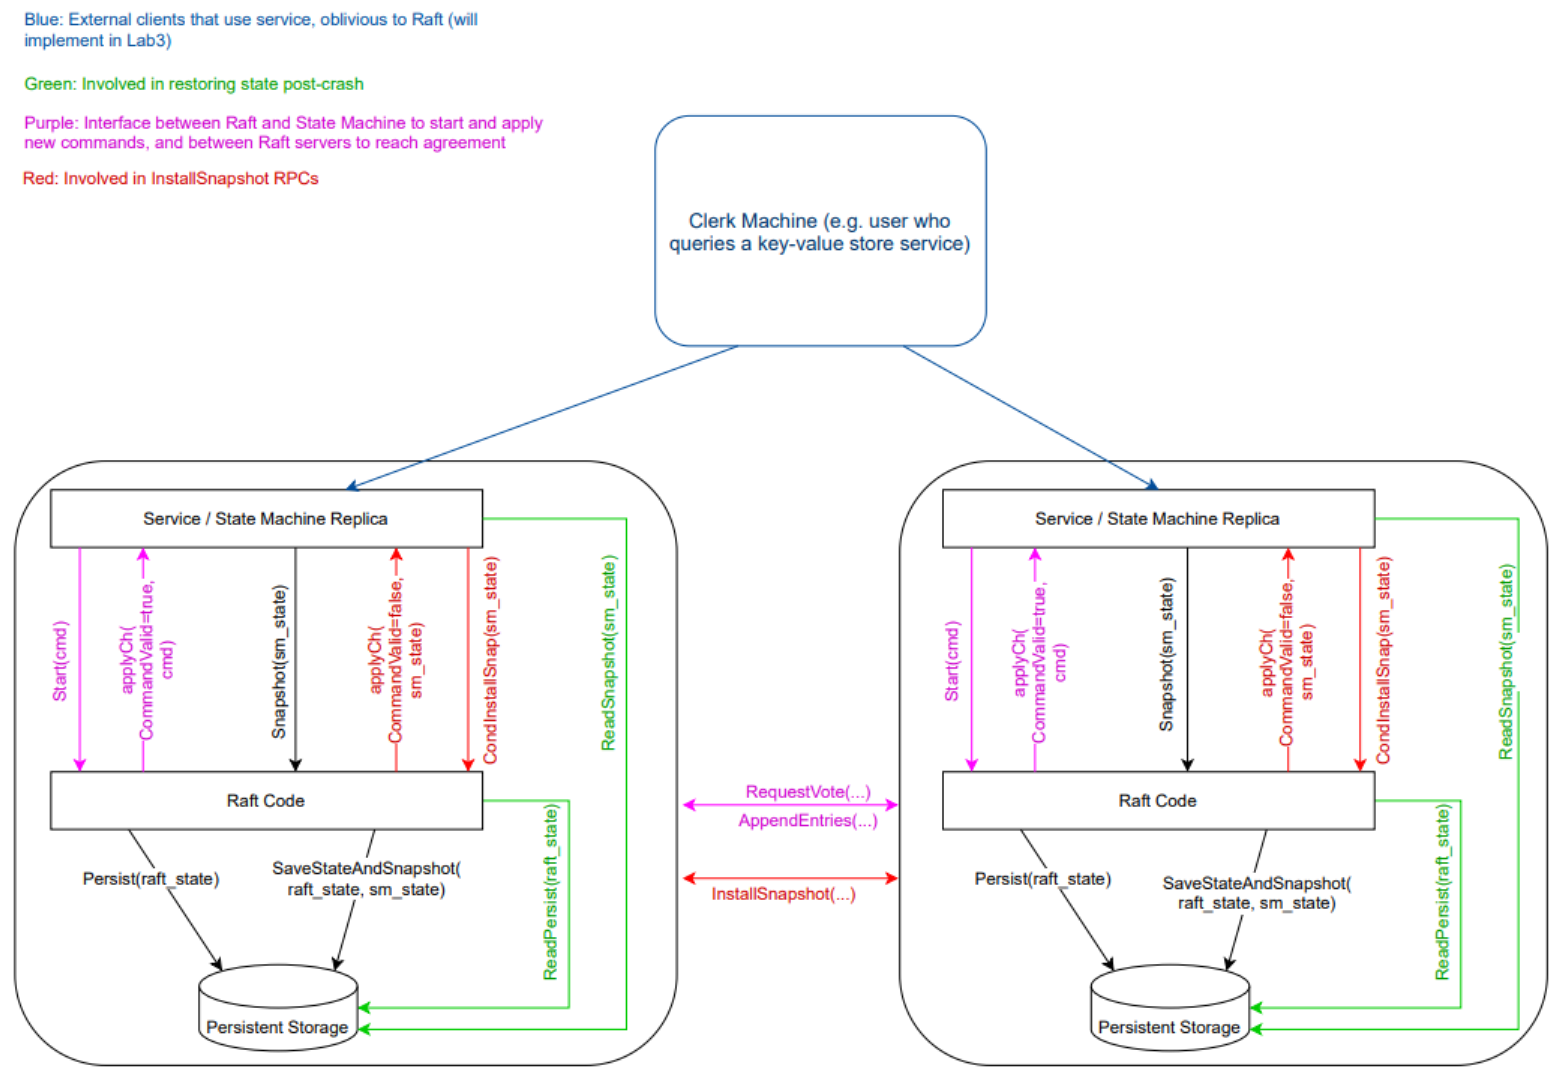 Blue: External clients that use service, oblivious to Raft (will
implement in Lab3)
Green: Involved in restoring state post-crash
Purple: Interface between Raft and State Machine to start and apply
new commands, and between Raft servers to reach agreement
Red: Involved in InstallSnapshot RPCs
Clerk Machine (e.g. user who
queries a key-value store service)
Service / State Machine Replica
Start(cmd)
applyCh(
CommandValid=true,
cmd)
Snapshot(sm_state)
applyCh(
CommandValid=false,
sm_state)
CondInstallSnap(sm_state)
ReadSnapshot(sm_state)
Raft Code
Persist(raft_state)
SaveStateAndSnapshot(
raft_state, sm_state)
ReadPersist(raft_state)
Persistent Storage
RequestVote(...)
AppendEntries(...)
InstallSnapshot(...)
Service / State Machine Replica
Start(cmd)
applyCh(
CommandValid=true,
cmd)
Snapshot(sm_state)
applyCh(
CommandValid=false,
sm_state)
CondInstallSnap(sm_state)
ReadSnapshot(sm_state)
Raft Code
Persist(raft_state)
SaveStateAndSnapshot(
raft_state, sm_state)
ReadPersist(raft_state)
Persistent Storage